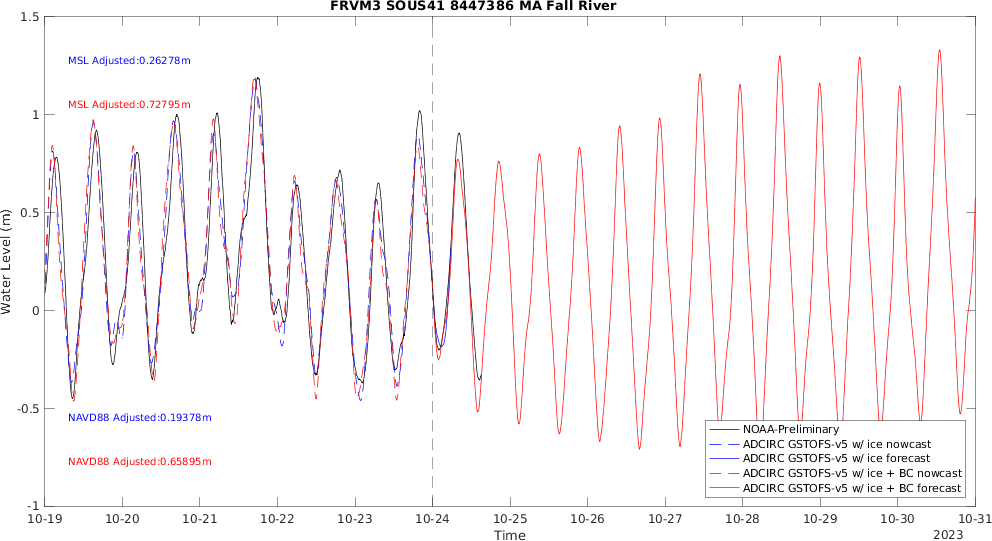 FRVM3 SOUS41 8447386 MA Fall River
1.5
1
0.5
0
-0.5
-1
Water Level (m)
MSL Adjusted:0.26278m
MSL Adjusted:0.72795m
NAVD88 Adjusted:0.19378m
NAVD88 Adjusted:0.65895m
NOAA-Preliminary
ADCIRC GSTOFS-v5 w/ ice nowcast
ADCIRC GSTOFS-v5 w/ ice forecast
ADCIRC GSTOFS-v5 w/ ice + BC nowcast
ADCIRC GSTOFS-v5 w/ ice + BC forecast
10-19 10-20 10-21 10-22 10-23 10-24 10-25 10-26 10-27 10-28 10-29 10-30 10-31
Time
2023